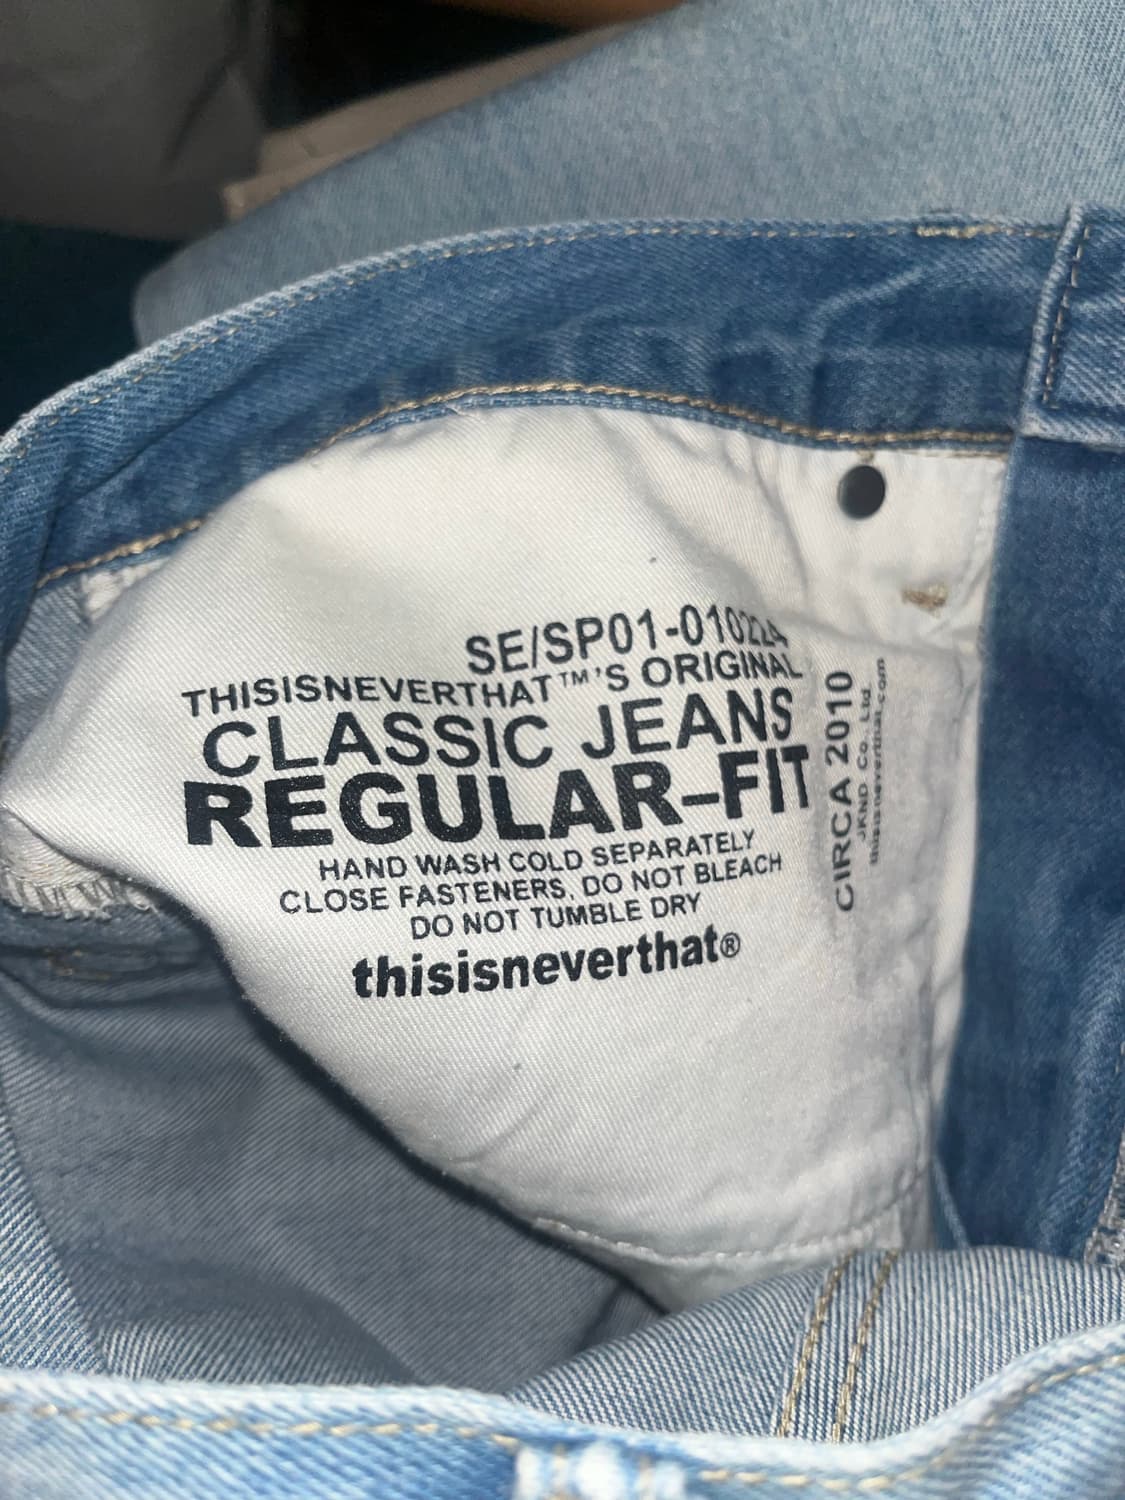 SE/SP01-010224
THISISNEVERTHAT™'S ORIGINAL
CLASSIC JEANS
REGULAR-FIT
HAND WASH COLD SEPARATELY
CLOSE FASTENERS, DO NOT BLEACH
DO NOT TUMBLE DRY
thisisneverthat®
CIRCA 2010
JKND Co., Ltd.
thisisneverthat.com